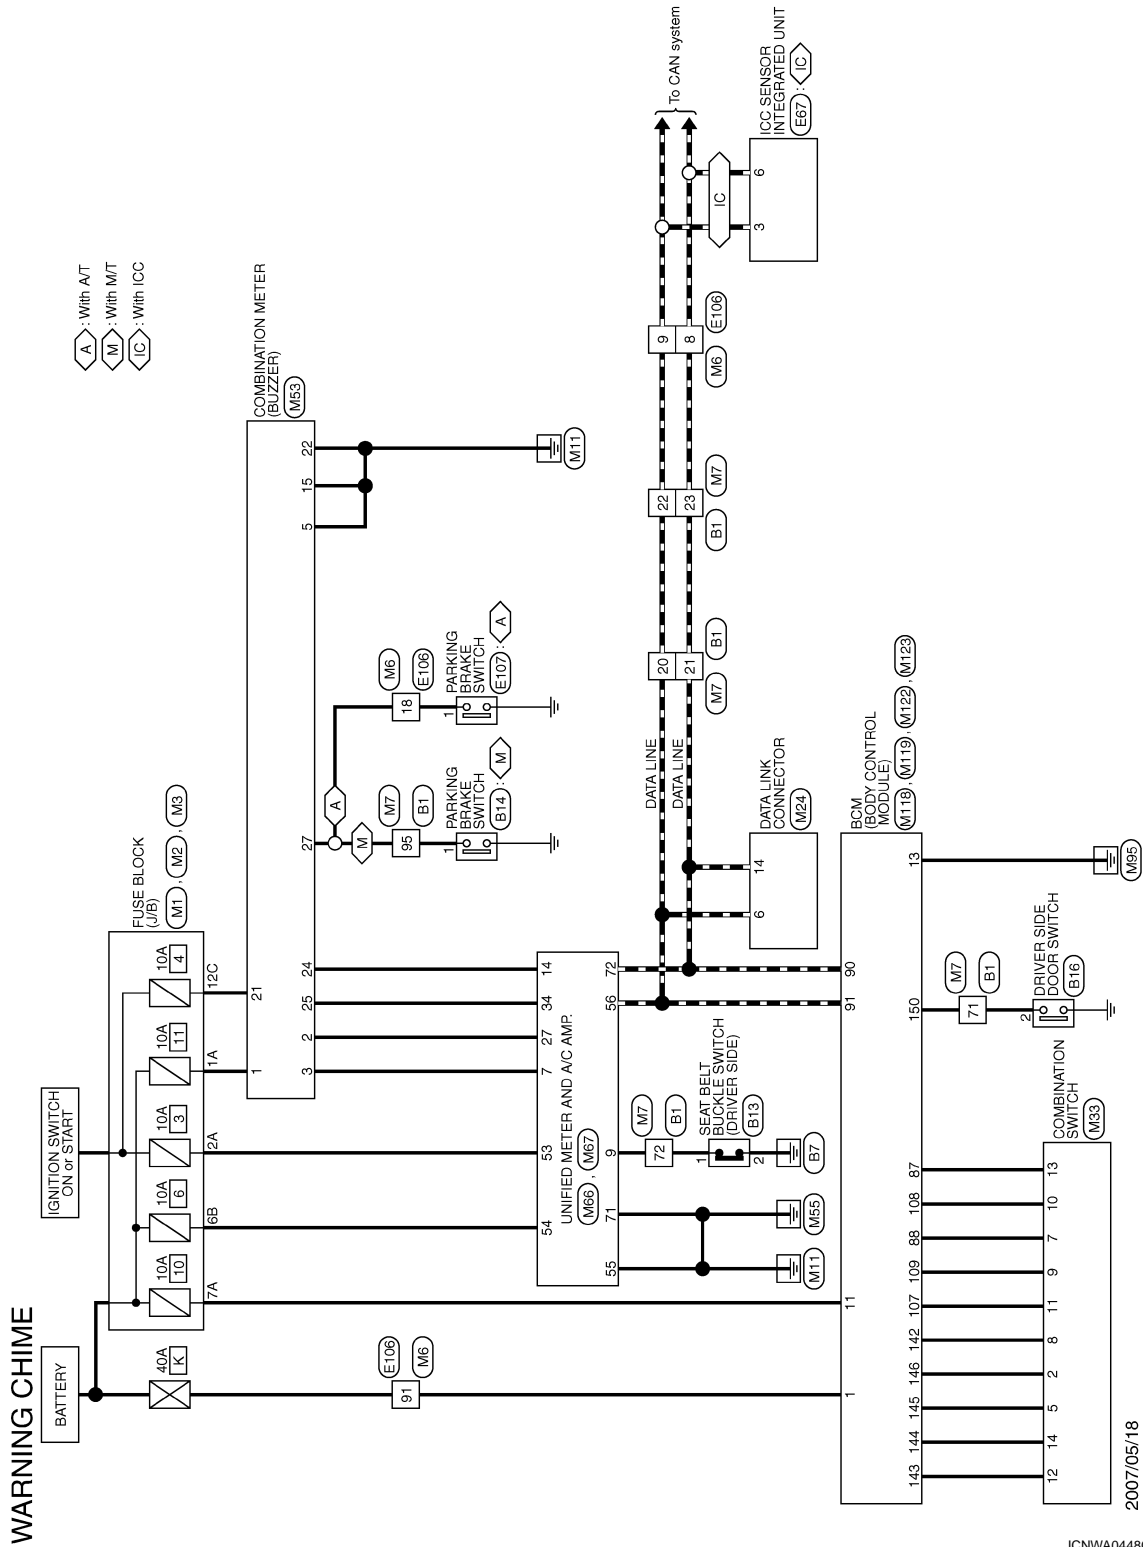 WARNING CHIME
BATTERY
IGNITION SWITCH
ON or START
40A
K
10A
10
10A
6
10A
3
10A
11
10A
4
FUSE BLOCK
(J/B)
M1 , M2 , M3
7A
6B
2A
1A
12C
A : With A/T
M : With M/T
IC : With ICC
1
21
COMBINATION METER
(BUZZER)
M53
3
2
25
24
27
5
15
22
A
M
E106
91
M6
M7
95
B1
M6
18
E106
1
PARKING
BRAKE
SWITCH
B14 : M
1
PARKING
BRAKE
SWITCH
E107 : A
M11
54
53
7
27
34
14
UNIFIED METER AND A/C AMP.
M66 , M67
55
71
9
56
72
M7
72
B1
1
2
SEAT BELT
BUCKLE SWITCH
(DRIVER SIDE)
B13
M11
M55
B7
DATA LINE
DATA LINE
20
21
M7
B1
22
23
B1
M7
9
8
M6
E106
To CAN system
IC
3
6
ICC SENSOR
INTEGRATED UNIT
E67 : IC
6
14
DATA LINK
CONNECTOR
M24
1
11
91
90
BCM
(BODY CONTROL
MODULE)
M118 , M119 , M122 , M123
143
144
145
146
142
107
109
88
108
87
150
13
M7
71
B1
2
DRIVER SIDE
DOOR SWITCH
B16
M95
12
14
5
2
8
11
9
7
10
13
COMBINATION
SWITCH
M33
2007/05/18